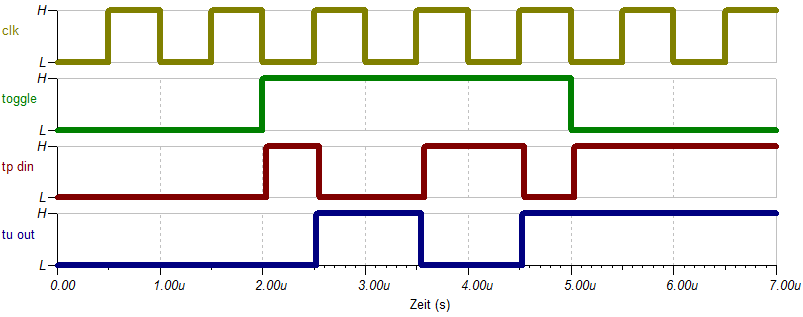 H
clk
L
H
toggle
L
H
tp din
L
H
tu out
L
0.00 1.00u 2.00u 3.00u 4.00u 5.00u 6.00u 7.00u
Zeit (s)